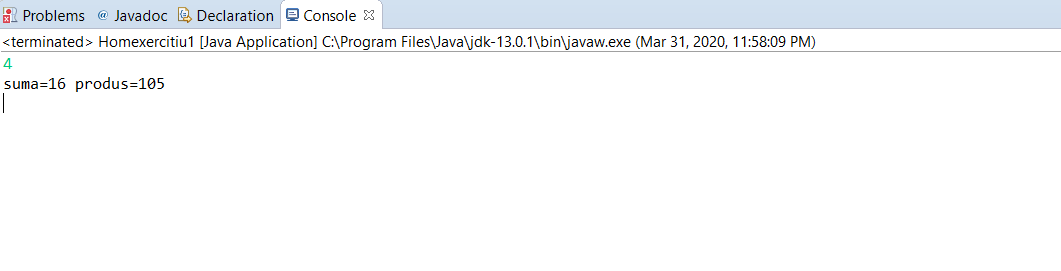 Problems @ Javadoc Declaration Console
<terminated> Homexercitiu1 [Java Application] C:\Program Files\Java\jdk-13.0.1\bin\javaw.exe (Mar 31, 2020, 11:58:09 PM)
4
suma=16 produs=105